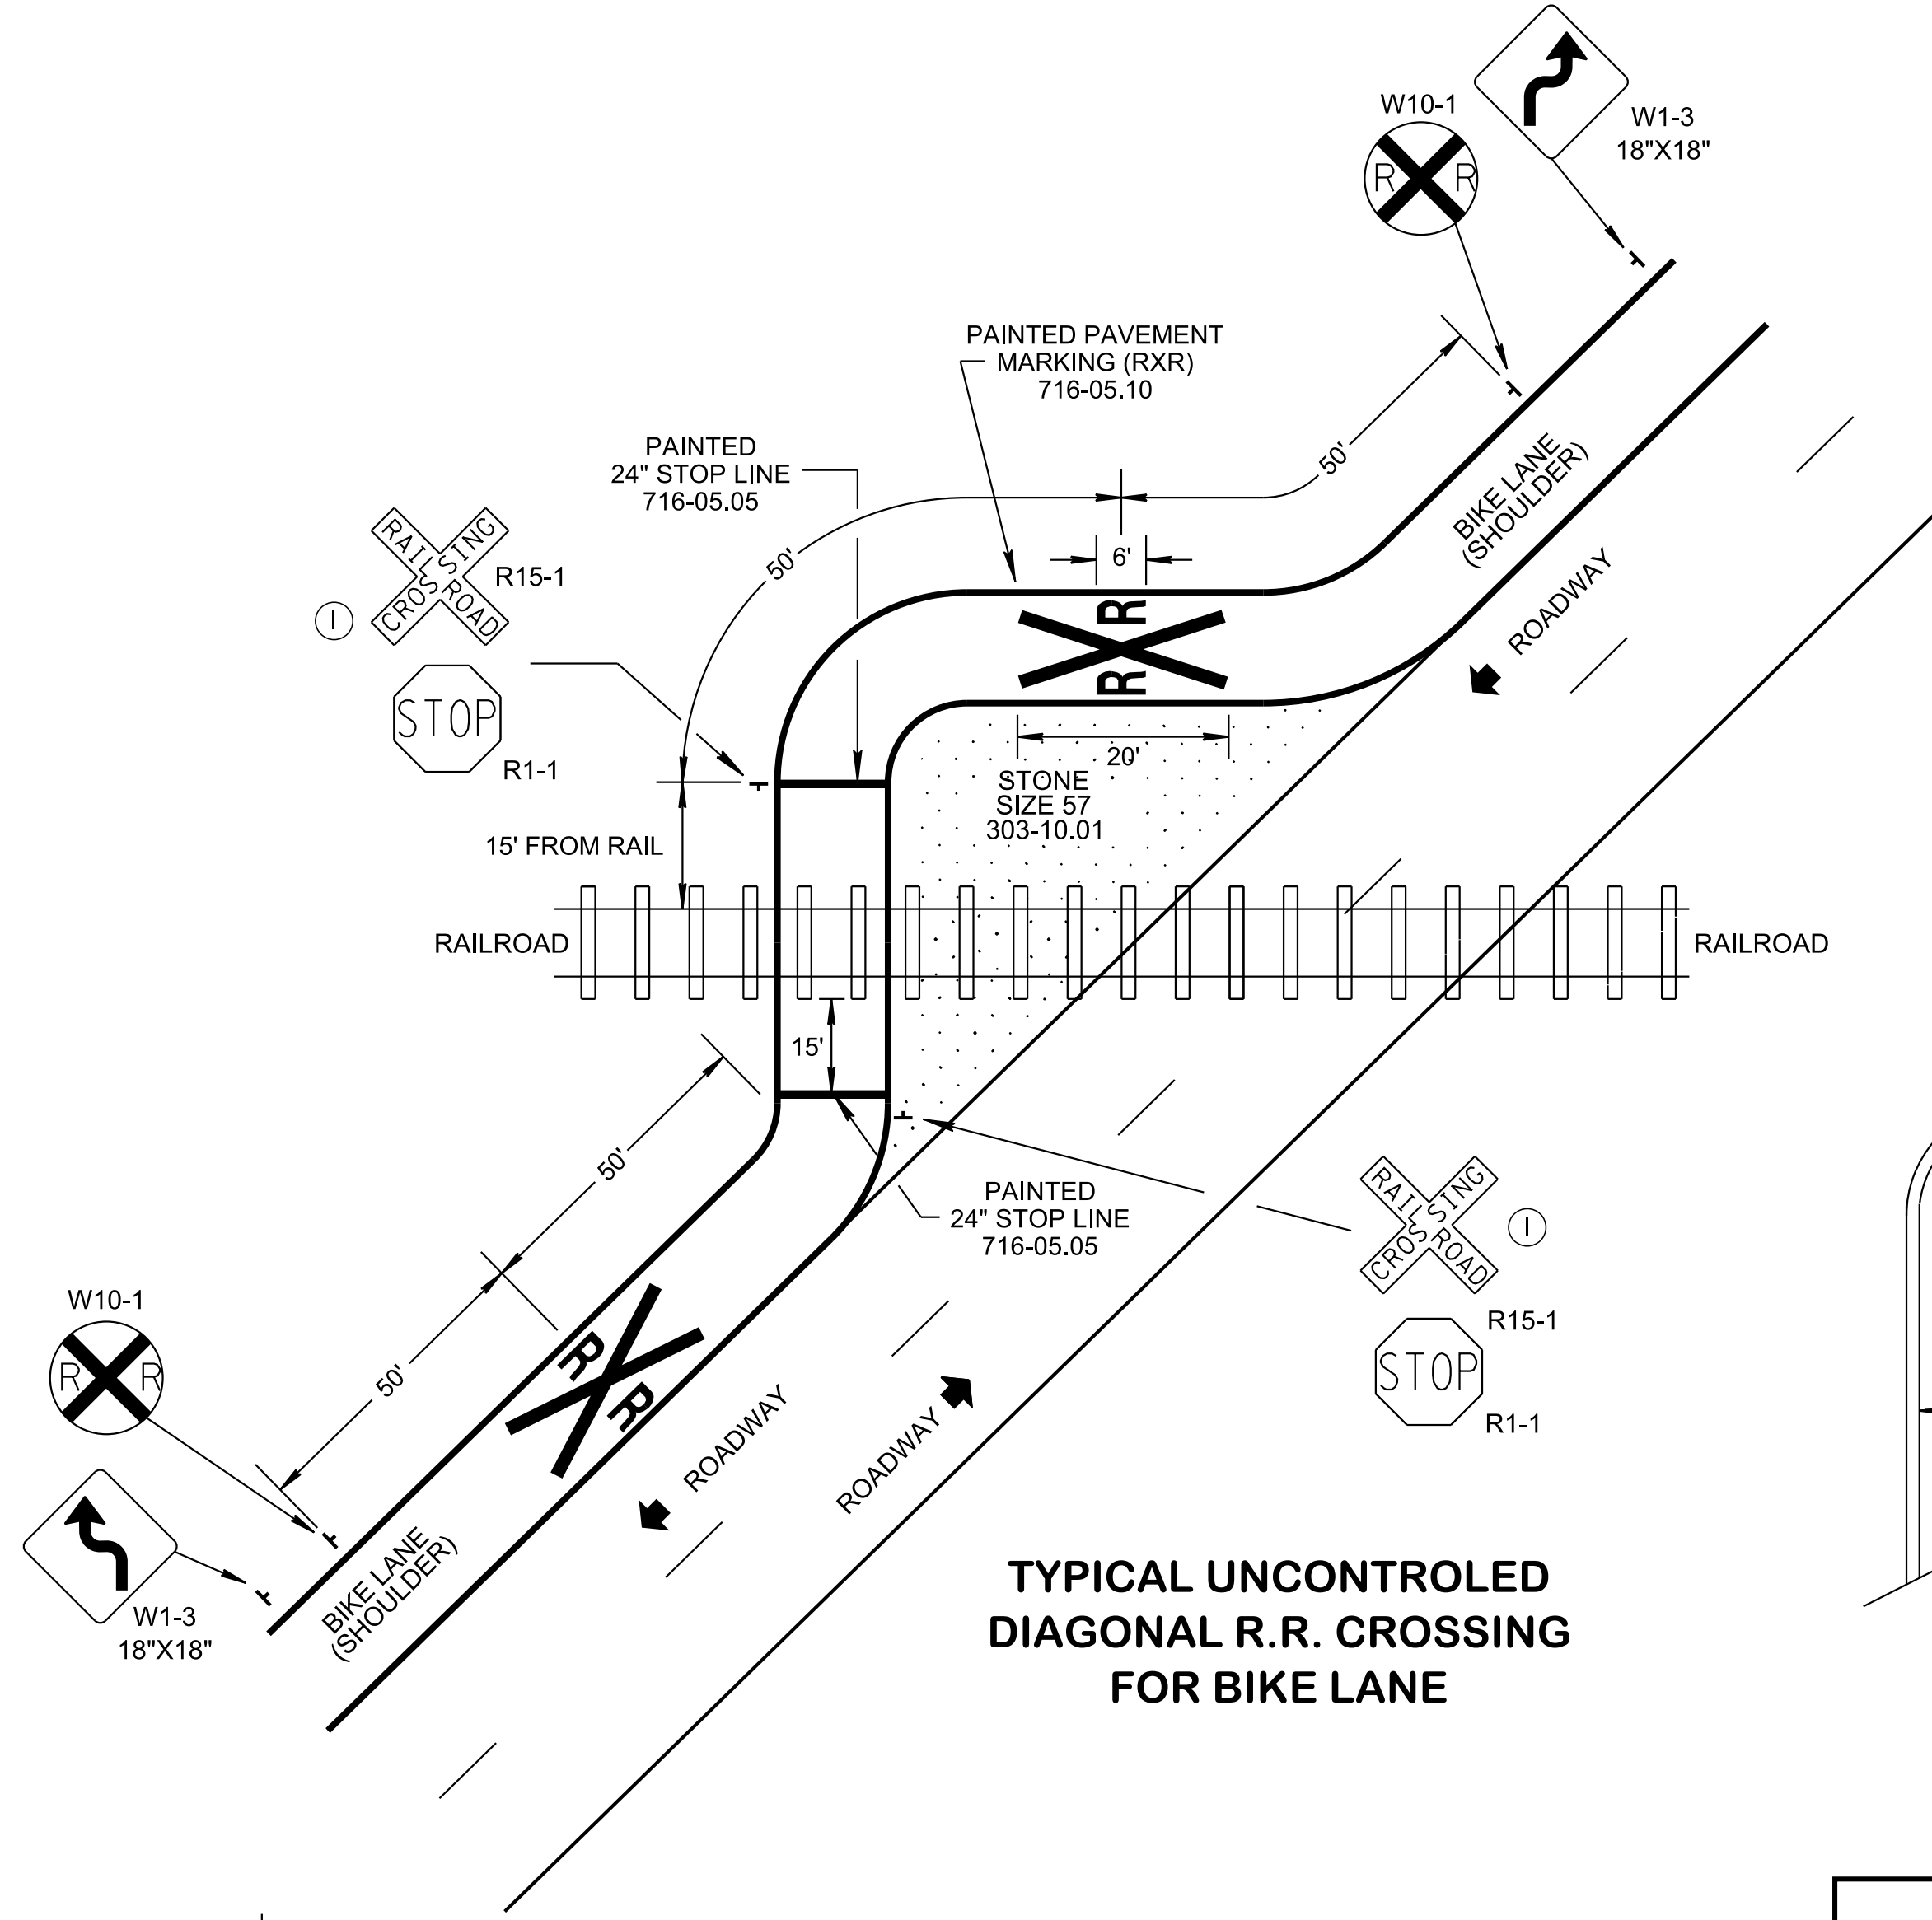 W10-1
R R
W1-3
18"X18"
PAINTED PAVEMENT
MARKING (RXR)
716-05.10
PAINTED
24" STOP LINE
716-05.05
50'
50'
6'
BIKE LANE
(SHOULDER)
ROADWAY
RAILROAD
CROSSING
R15-1
I
STOP
R1-1
R
R
20'
STONE
SIZE 57
303-10.01
15' FROM RAIL
RAILROAD
RAILROAD
15'
50'
50'
PAINTED
24" STOP LINE
716-05.05
RAILROAD
CROSSING
I
R15-1
STOP
R1-1
W10-1
R R
R
R
W1-3
18"X18"
BIKE LANE
(SHOULDER)
ROADWAY
ROADWAY
TYPICAL UNCONTROLED
DIAGONAL R.R. CROSSING
FOR BIKE LANE